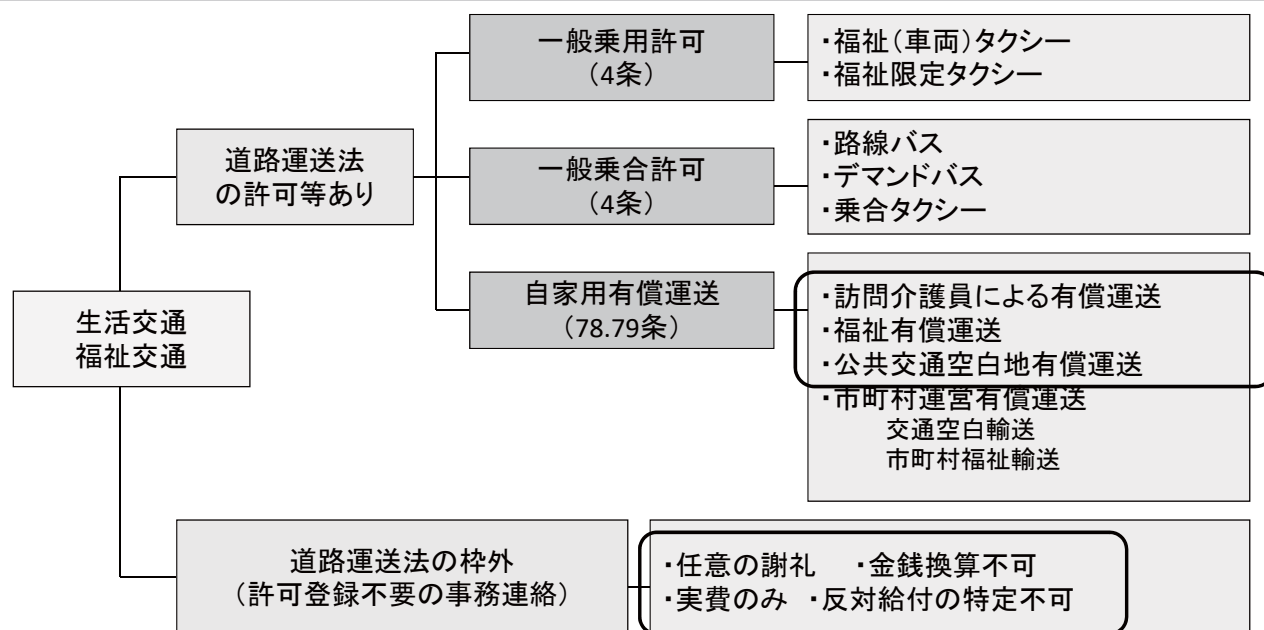 一般乗用許可
(4条)
・福祉(車両)タクシー
・福祉限定タクシー
道路運送法
の許可等あり
一般乗合許可
(4条)
・路線バス
・デマンドバス
・乗合タクシー
自家用有償運送
(78.79条)
・訪問介護員による有償運送
・福祉有償運送
・公共交通空白地有償運送
・市町村運営有償運送
交通空白輸送
市町村福祉輸送
生活交通
福祉交通
道路運送法の枠外
(許可登録不要の事務連絡)
・任意の謝礼 ・金銭換算不可
・実費のみ ・反対給付の特定不可